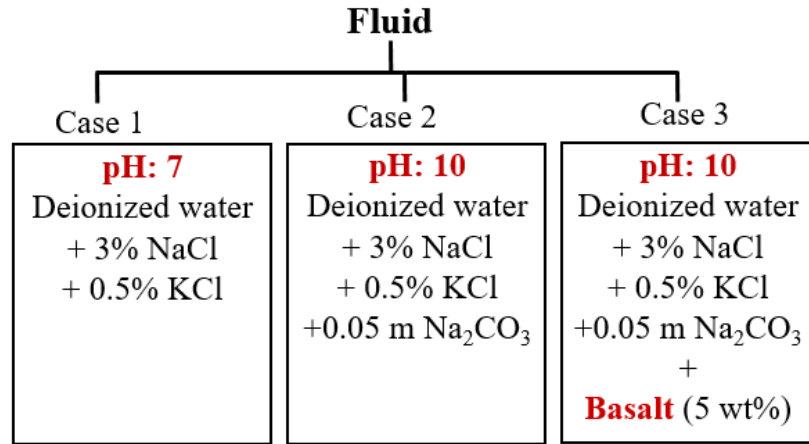 Fluid
Case 1
pH: 7
Deionized water
+ 3% NaCl
+ 0.5% KCl
Case 2
pH: 10
Deionized water
+ 3% NaCl
+ 0.5% KCl
+0.05 m Na₂CO₃
Case 3
pH: 10
Deionized water
+ 3% NaCl
+ 0.5% KCl
+0.05 m Na₂CO₃
+
Basalt (5 wt%)